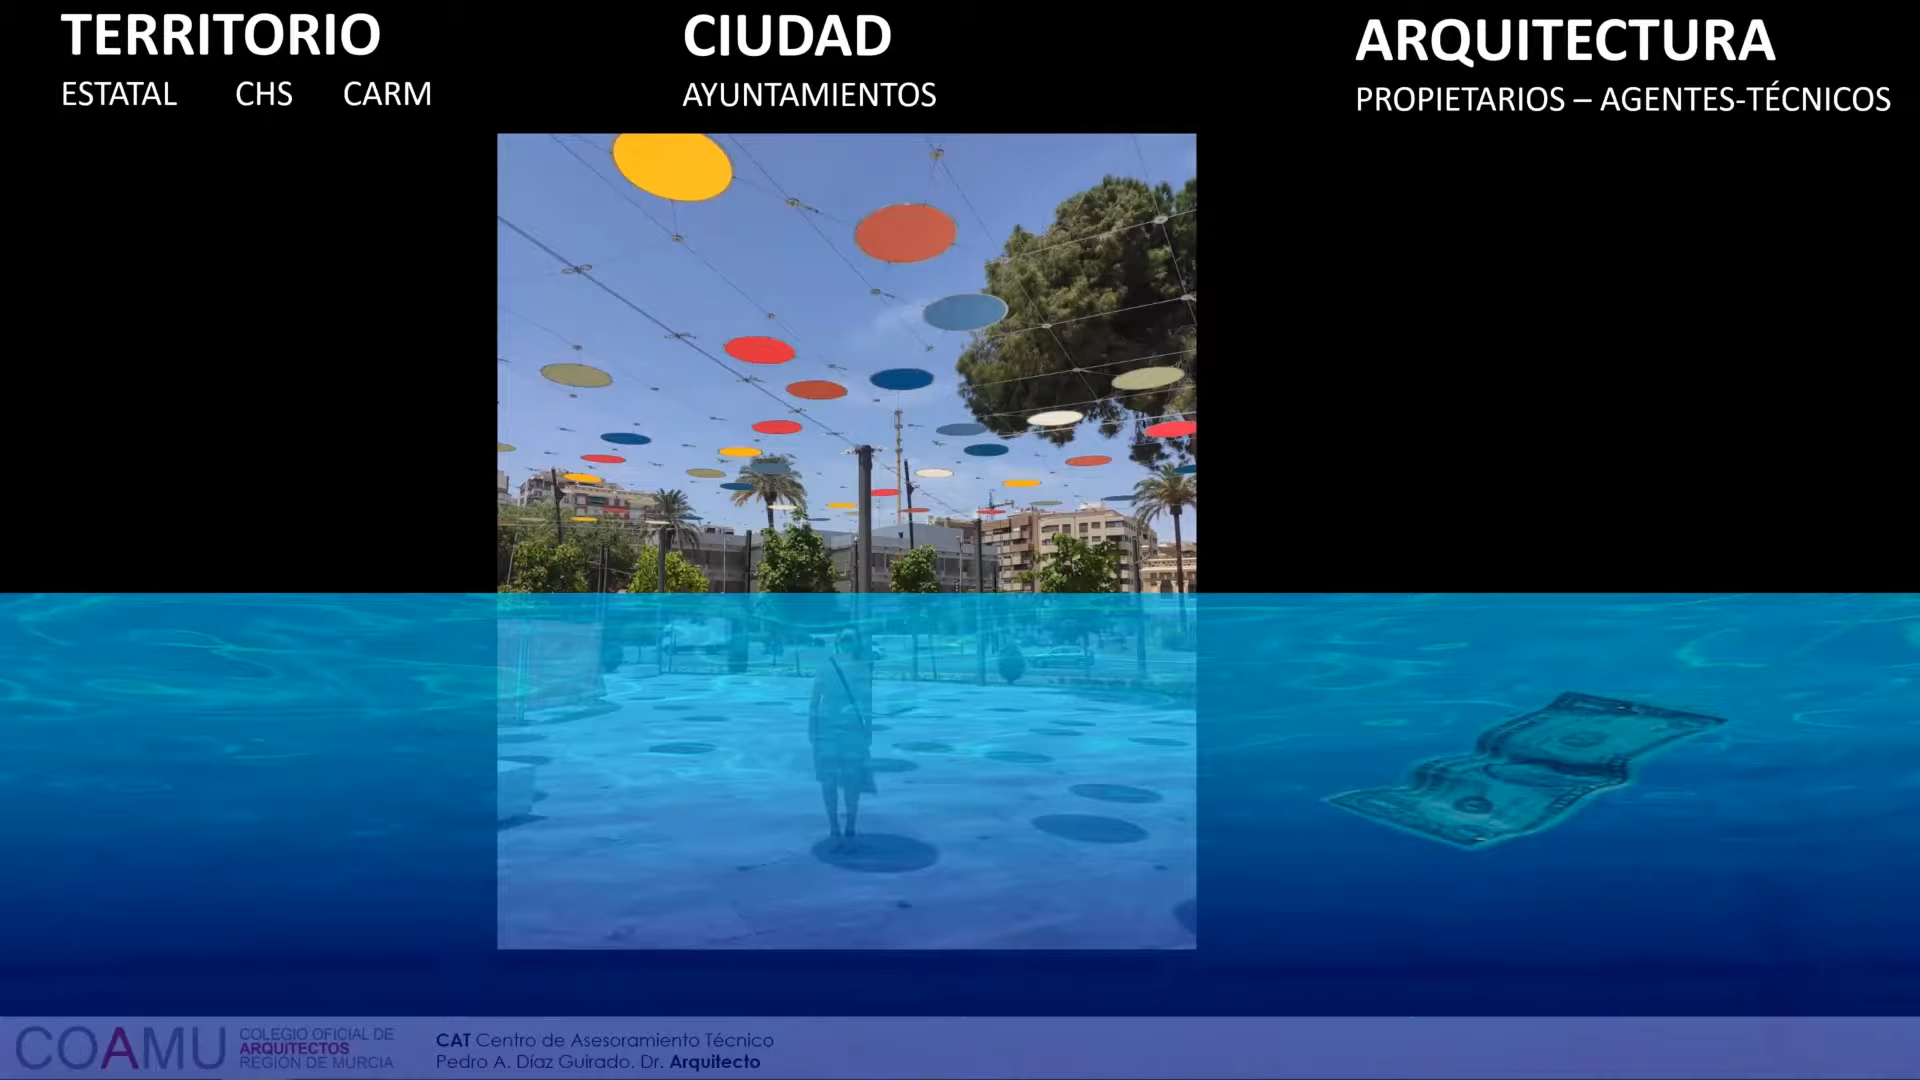 TERRITORIO
ESTATAL CHS CARM
CIUDAD
AYUNTAMIENTOS
ARQUITECTURA
PROPIETARIOS – AGENTES-TÉCNICOS
COAMU
COLEGIO OFICIAL DE
ARQUITECTOS
REGIÓN DE MURCIA
CAT Centro de Asesoramiento Técnico
Pedro A. Díaz Guirado. Dr. Arquitecto